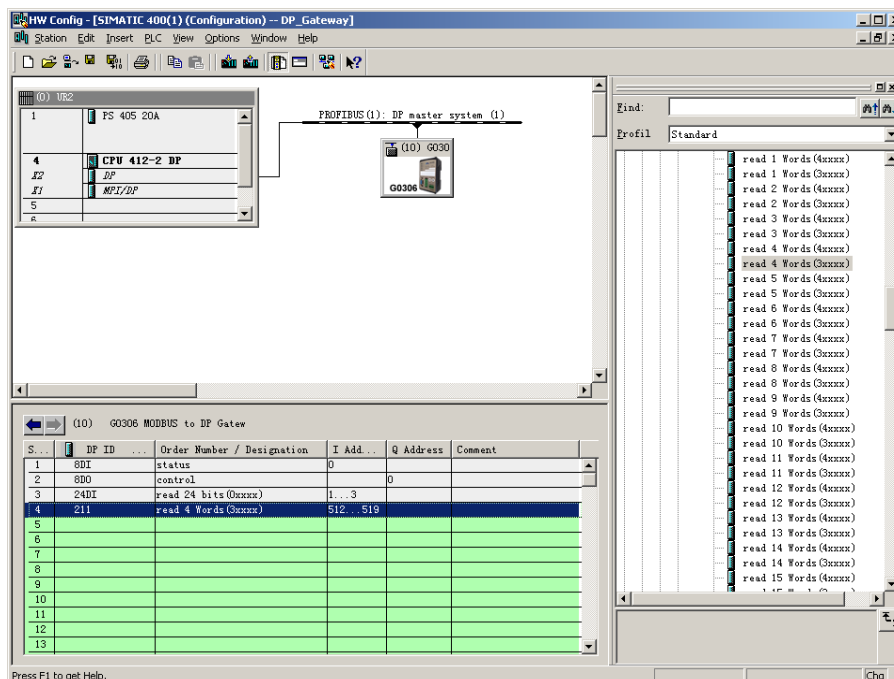 HW Config - [SIMATIC 400(1) (Configuration) -- DP_Gateway]
Station Edit Insert PLC View Options Window Help
(0) UR2
1 PS 405 20A
4 CPU 412-2 DP
X2 DP
X1 MPI/DP
5
6
PROFIBUS(1): DP master system (1)
(10) G030
G0306
(10) G0306 MODBUS to DP Gatew
S... DP ID ... Order Number / Designation I Add... Q Address Comment
1 8DI status 0
2 8DO control 0
3 24DI read 24 bits(0xxxx) 1...3
4 211 read 4 Words(3xxxx) 512...519
5
6
7
8
9
10
11
12
13
Find:
Profil Standard
read 1 Words(4xxxx)
read 1 Words(3xxxx)
read 2 Words(4xxxx)
read 2 Words(3xxxx)
read 3 Words(4xxxx)
read 3 Words(3xxxx)
read 4 Words(4xxxx)
read 4 Words(3xxxx)
read 5 Words(4xxxx)
read 5 Words(3xxxx)
read 6 Words(4xxxx)
read 6 Words(3xxxx)
read 7 Words(4xxxx)
read 7 Words(3xxxx)
read 8 Words(4xxxx)
read 8 Words(3xxxx)
read 9 Words(4xxxx)
read 9 Words(3xxxx)
read 10 Words(4xxxx)
read 10 Words(3xxxx)
read 11 Words(4xxxx)
read 11 Words(3xxxx)
read 12 Words(4xxxx)
read 12 Words(3xxxx)
read 13 Words(4xxxx)
read 13 Words(3xxxx)
read 14 Words(4xxxx)
read 14 Words(3xxxx)
read 15 Words(4xxxx)
Press F1 to get Help.
Chg